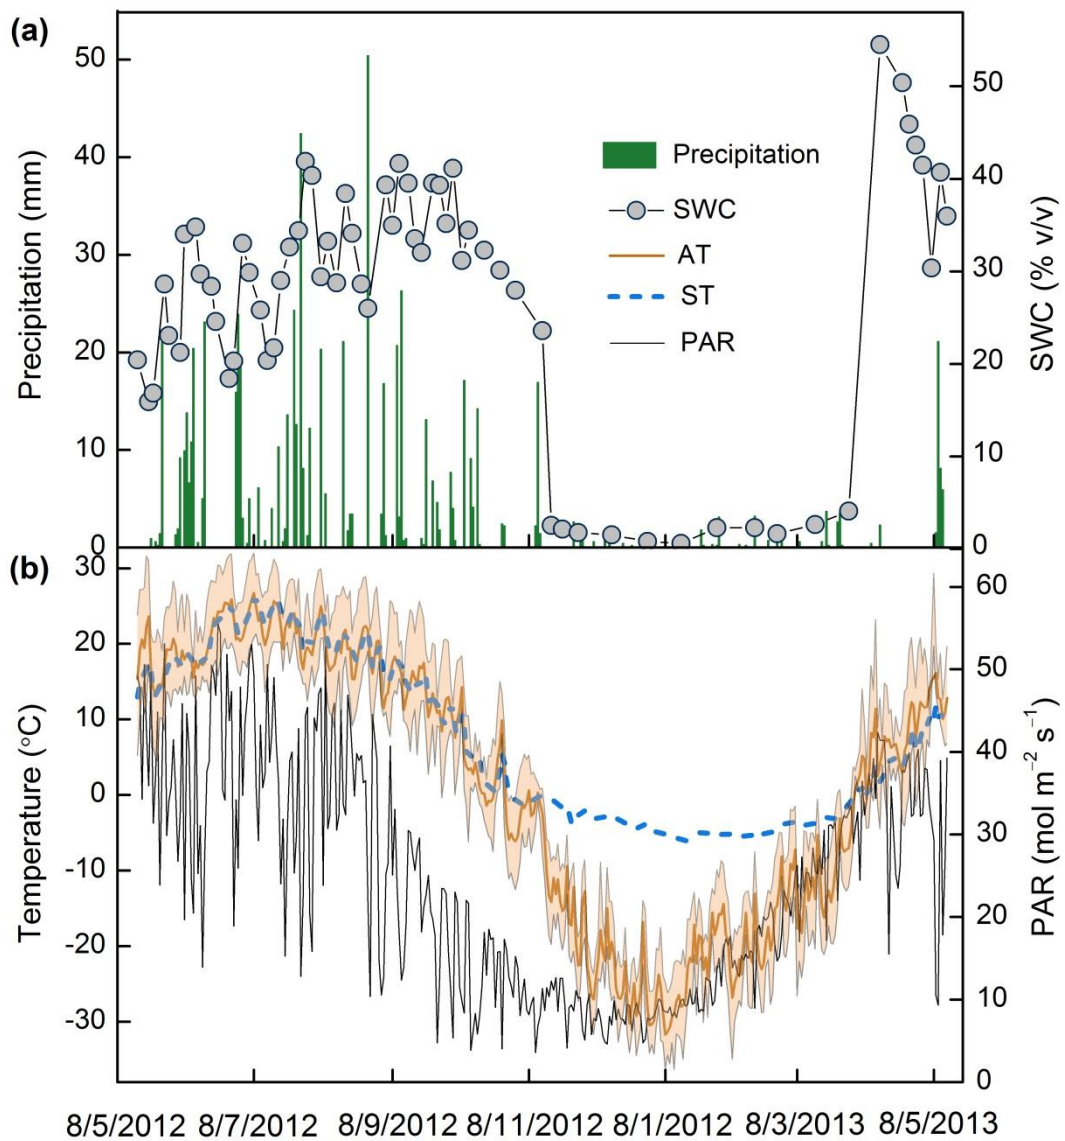 (a)
Precipitation (mm)
50
40
30
20
10
0
Precipitation
SWC
AT
ST
PAR
50
40
30
20
10
0
SWC (% v/v)
(b)
Temperature (°C)
30
20
10
0
-10
-20
-30
60
50
40
30
20
10
0
PAR (mol m⁻² s⁻¹)
8/5/2012 8/7/2012 8/9/2012 8/11/2012 8/1/2012 8/3/2013 8/5/2013